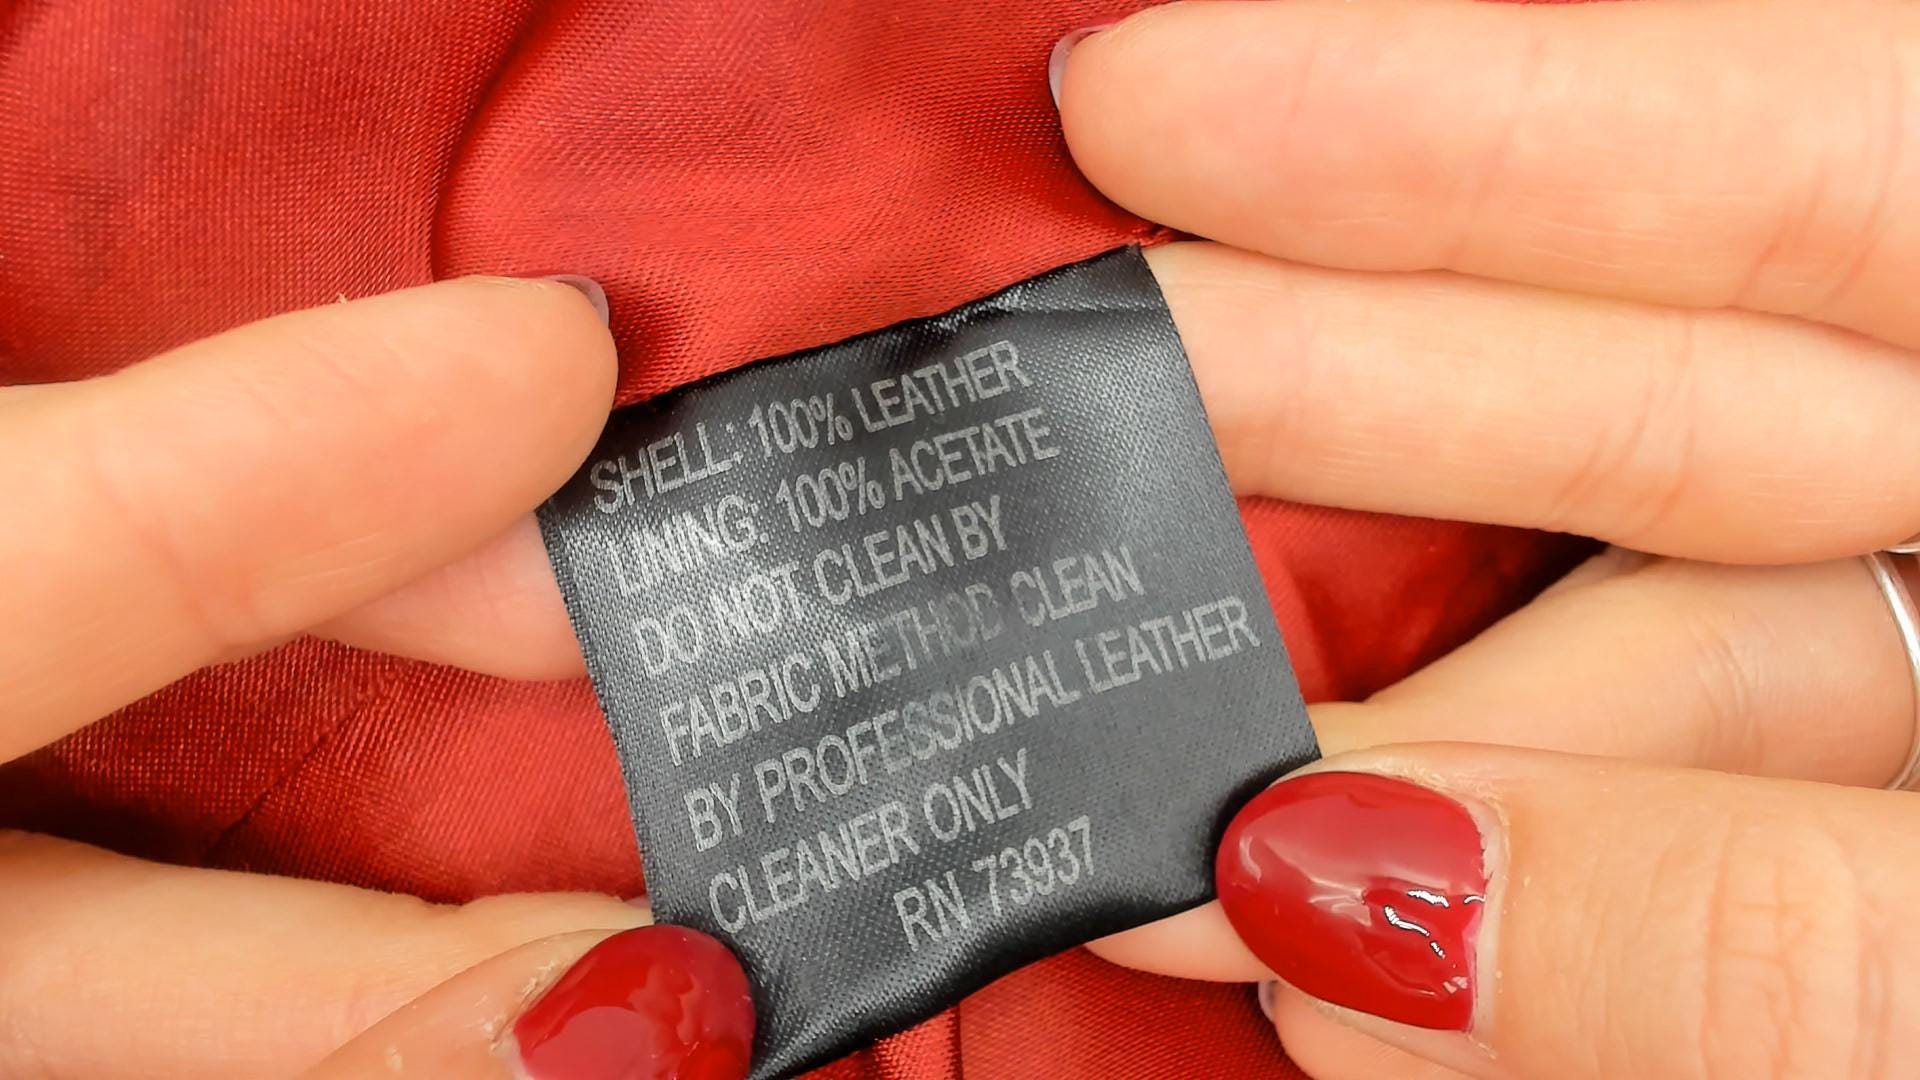 SHELL: 100% LEATHER
LINING: 100% ACETATE
DO NOT CLEAN BY
FABRIC METHOD CLEAN
BY PROFESSIONAL LEATHER
CLEANER ONLY
RN 73937